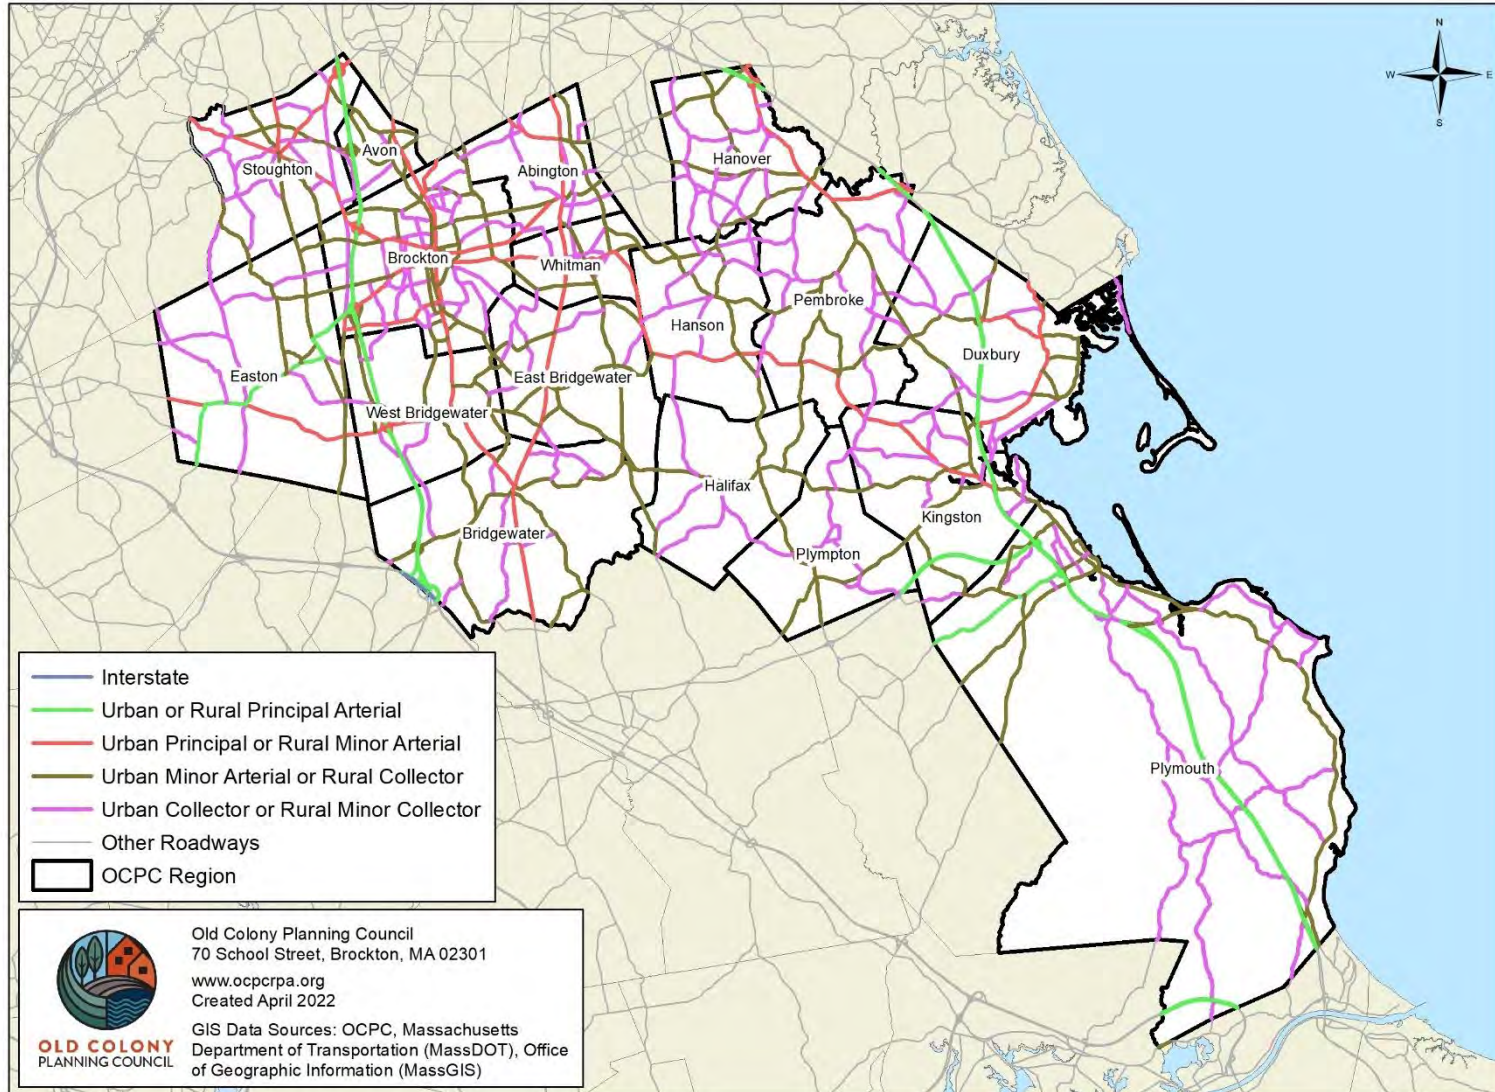 N
W
E
S
Stoughton
Avon
Abington
Hanover
Brockton
Whitman
Pembroke
Hanson
Duxbury
Easton
East Bridgewater
West Bridgewater
Halifax
Kingston
Bridgewater
Plympton
Plymouth
Interstate
Urban or Rural Principal Arterial
Urban Principal or Rural Minor Arterial
Urban Minor Arterial or Rural Collector
Urban Collector or Rural Minor Collector
Other Roadways
OCPC Region
OLD COLONY
PLANNING COUNCIL
Old Colony Planning Council
70 School Street, Brockton, MA 02301
www.ocpcrpa.org
Created April 2022
GIS Data Sources: OCPC, Massachusetts
Department of Transportation (MassDOT), Office
of Geographic Information (MassGIS)